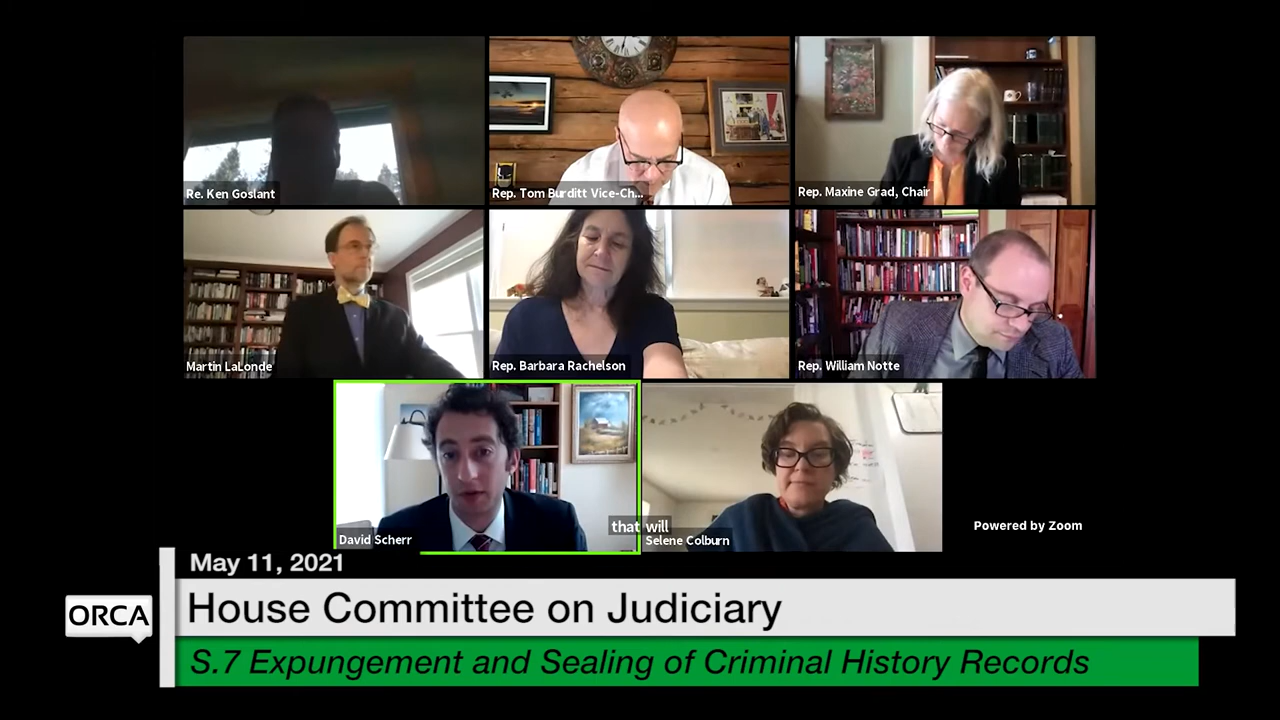 Re. Ken Goslant
Rep. Tom Burditt Vice-Ch...
Rep. Maxine Grad, Chair
Martin LaLonde
Rep. Barbara Rachelson
Rep. William Notte
David Scherr
that will
Selene Colburn
Powered by Zoom
May 11, 2021
ORCA
House Committee on Judiciary
S.7 Expungement and Sealing of Criminal History Records